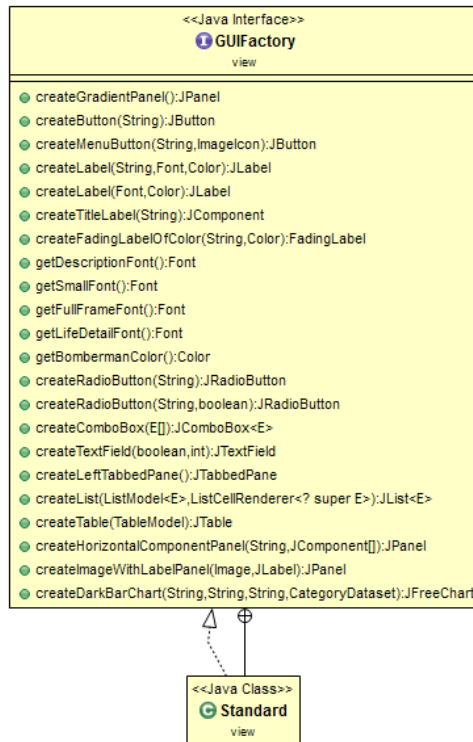 <<Java Interface>>
I GUIFactory
view
createGradientPanel():JPanel
createButton(String):JButton
createMenuButton(String,ImageIcon):JButton
createLabel(String,Font,Color):JLabel
createLabel(Font,Color):JLabel
createTitleLabel(String):JComponent
createFadingLabelOfColor(String,Color):FadingLabel
getDescriptionFont():Font
getSmallFont():Font
getFullFrameFont():Font
getLifeDetailFont():Font
getBombermanColor():Color
createRadioButton(String):JRadioButton
createRadioButton(String,boolean):JRadioButton
createComboBox(E[]):JComboBox<E>
createTextField(boolean,int):JTextField
createLeftTabbedPane():JTabbedPane
createList(ListModel<E>,ListCellRenderer<? super E>):JList<E>
createTable(TableModel):JTable
createHorizontalComponentPanel(String,JComponent[]):JPanel
createImageWithLabelPanel(Image,JLabel):JPanel
createDarkBarChart(String,String,String,CategoryDataset):JFreeChart
<<Java Class>>
C Standard
view